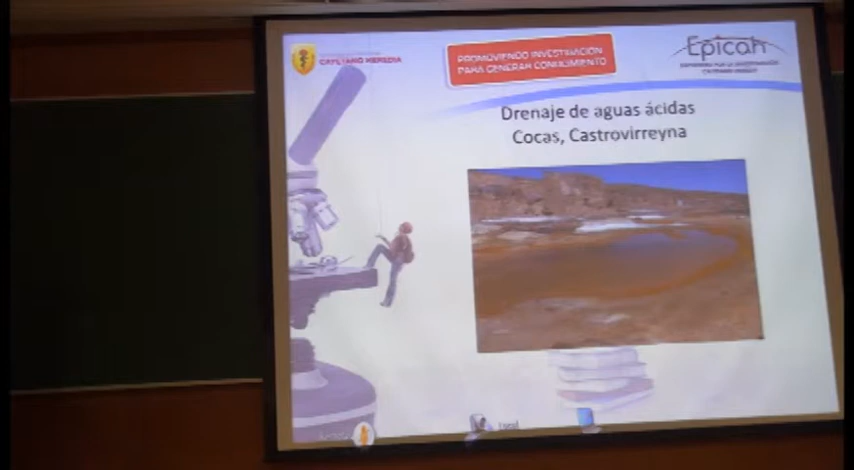 CAYETANO HEREDIA
PROMOVIENDO INVESTIGACIÓN
PARA GENERAR CONOCIMIENTO
Epicah
Drenaje de aguas ácidas
Cocas, Castrovirreyna